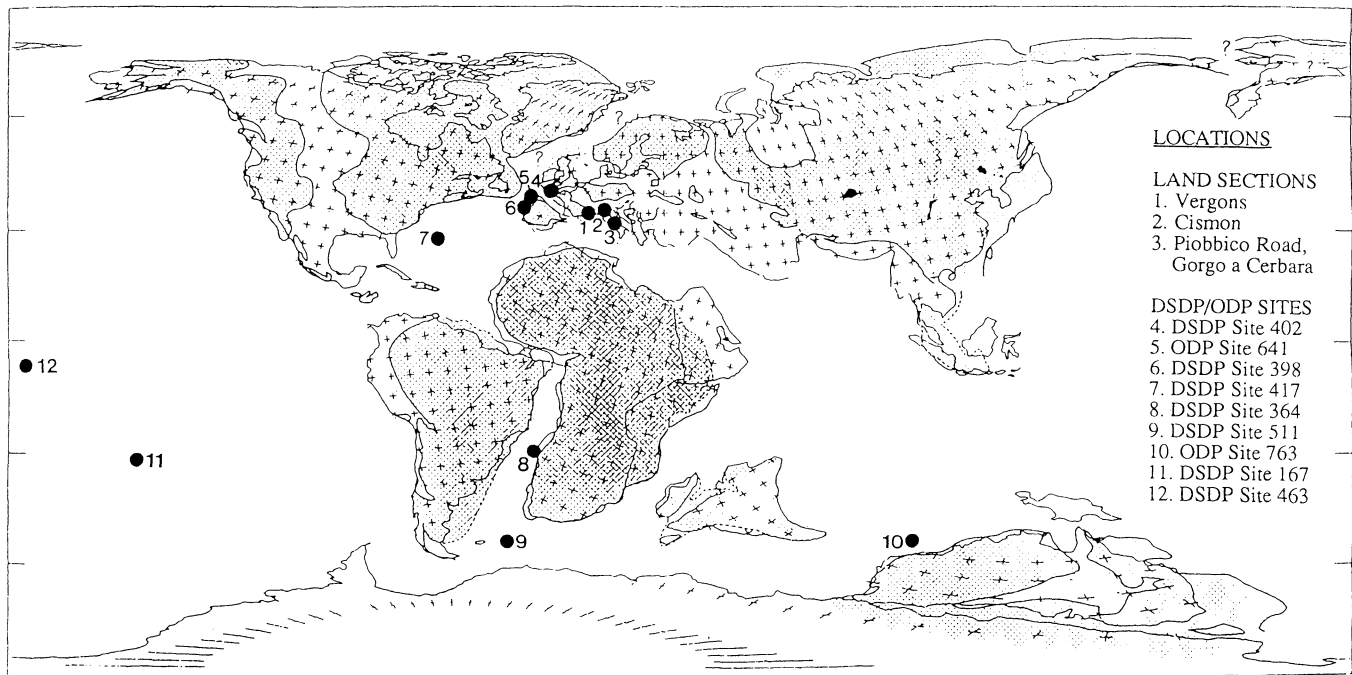 ?
?
?
?
?
5
4
6
1
2
3
7
12
11
8
9
10
LOCATIONS
LAND SECTIONS
1. Vergons
2. Cismon
3. Piobbico Road,
Gorgo a Cerbara
DSDP/ODP SITES
4. DSDP Site 402
5. ODP Site 641
6. DSDP Site 398
7. DSDP Site 417
8. DSDP Site 364
9. DSDP Site 511
10. ODP Site 763
11. DSDP Site 167
12. DSDP Site 463